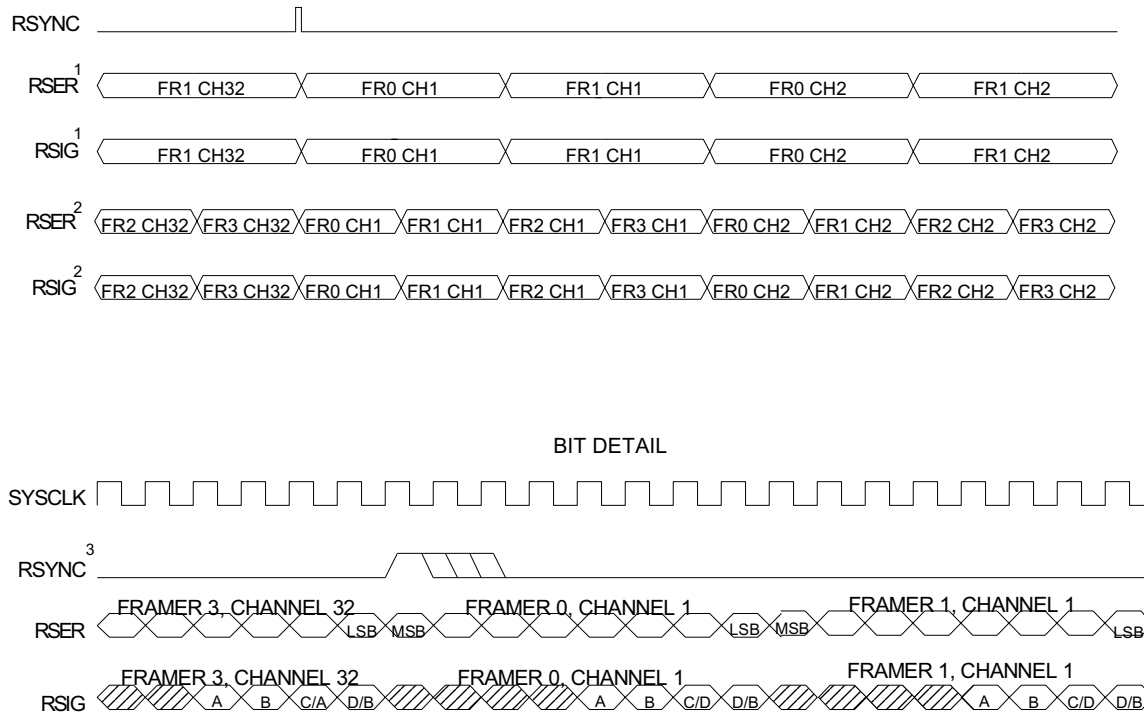 RSYNC
RSER1 FR1 CH32 FR0 CH1 FR1 CH1 FR0 CH2 FR1 CH2
RSIG1 FR1 CH32 FR0 CH1 FR1 CH1 FR0 CH2 FR1 CH2
RSER2 FR2 CH32 FR3 CH32 FR0 CH1 FR1 CH1 FR2 CH1 FR3 CH1 FR0 CH2 FR1 CH2 FR2 CH2 FR3 CH2
RSIG2 FR2 CH32 FR3 CH32 FR0 CH1 FR1 CH1 FR2 CH1 FR3 CH1 FR0 CH2 FR1 CH2 FR2 CH2 FR3 CH2
BIT DETAIL
SYSCLK
RSYNC3
FRAMER 3, CHANNEL 32 FRAMER 0, CHANNEL 1 FRAMER 1, CHANNEL 1
RSER LSB MSB LSB MSB LSB
FRAMER 3, CHANNEL 32 FRAMER 0, CHANNEL 1 FRAMER 1, CHANNEL 1
RSIG A B C/A D/B A B C/D D/B A B C/D D/B